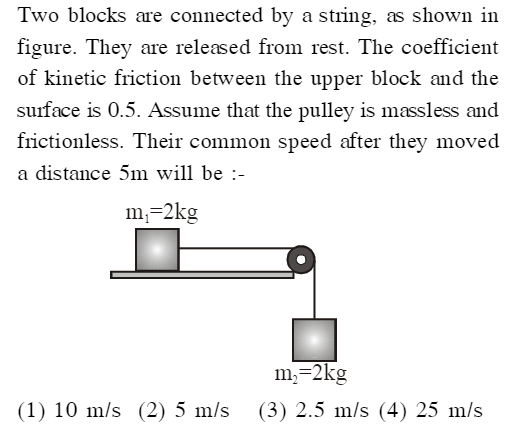 Two blocks are connected by a string, as shown in
figure. They are released from rest. The coefficient
of kinetic friction between the upper block and the
surface is 0.5. Assume that the pulley is massless and
frictionless. Their common speed after they moved
a distance 5m will be :-
m₁=2kg
m₂=2kg
(1) 10 m/s (2) 5 m/s (3) 2.5 m/s (4) 25 m/s